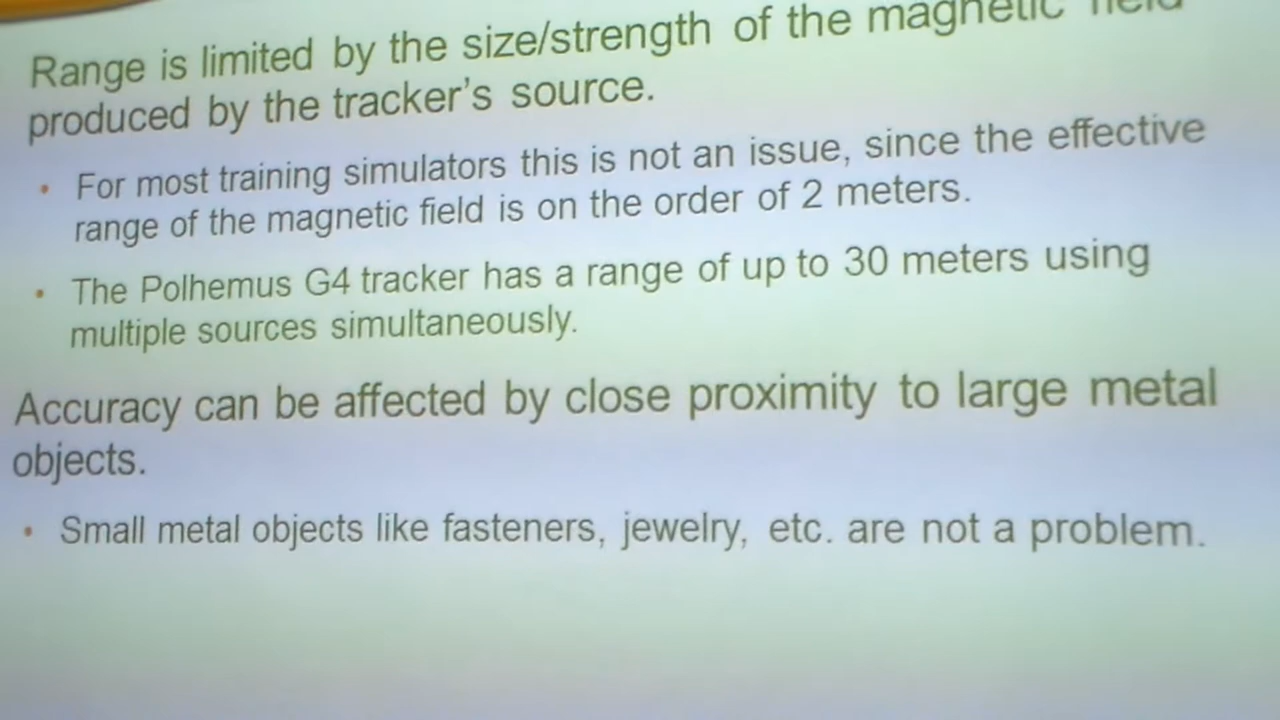 Range is limited by the size/strength of the magnetic field
produced by the tracker's source.
• For most training simulators this is not an issue, since the effective
range of the magnetic field is on the order of 2 meters.
• The Polhemus G4 tracker has a range of up to 30 meters using
multiple sources simultaneously.
Accuracy can be affected by close proximity to large metal
objects.
• Small metal objects like fasteners, jewelry, etc. are not a problem.